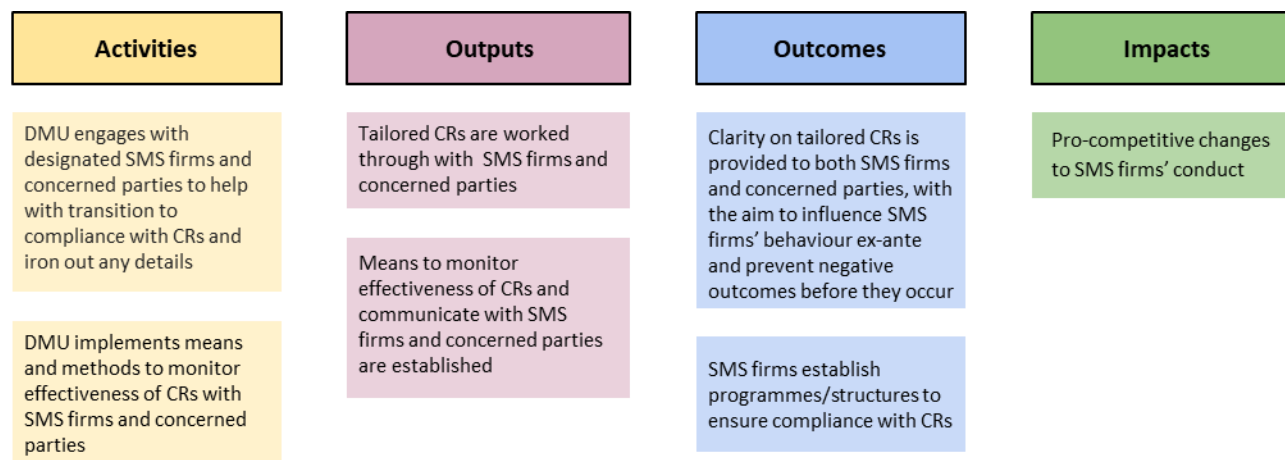 Activities
DMU engages with
designated SMS firms and
concerned parties to help
with transition to
compliance with CRs and
iron out any details
DMU implements means
and methods to monitor
effectiveness of CRs with
SMS firms and concerned
parties
Outputs
Tailored CRs are worked
through with SMS firms and
concerned parties
Means to monitor
effectiveness of CRs and
communicate with SMS
firms and concerned parties
are established
Outcomes
Clarity on tailored CRs is
provided to both SMS firms
and concerned parties, with
the aim to influence SMS
firms’ behaviour ex-ante
and prevent negative
outcomes before they occur
SMS firms establish
programmes/structures to
ensure compliance with CRs
Impacts
Pro-competitive changes
to SMS firms’ conduct